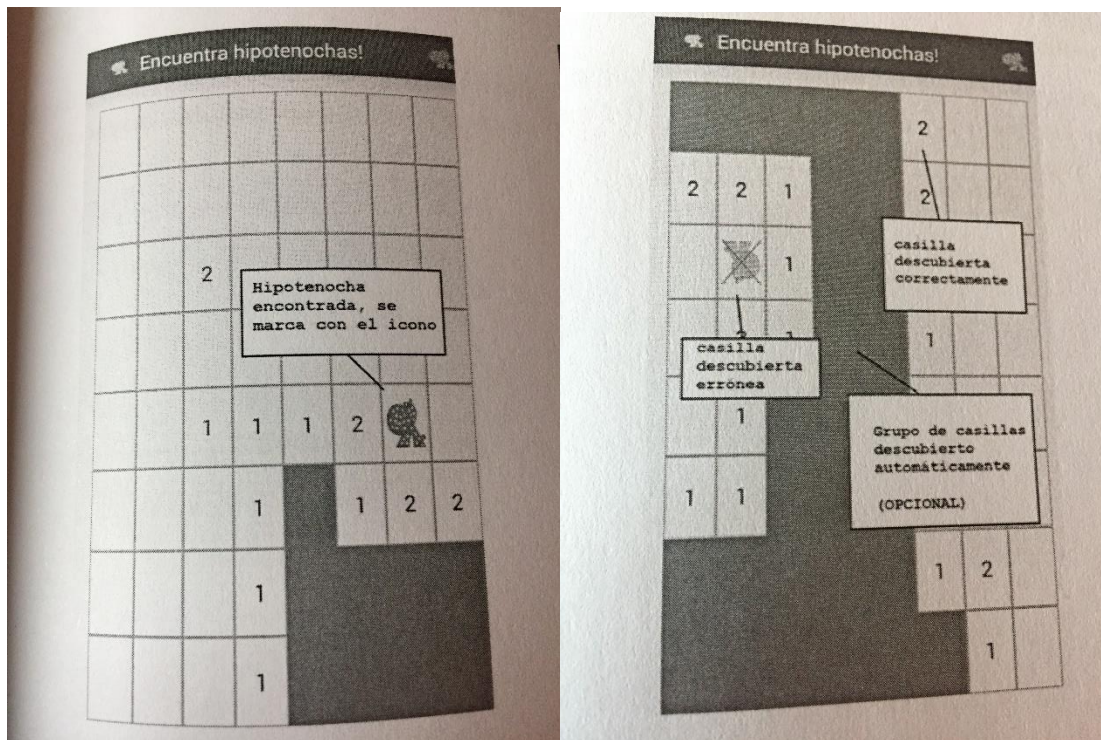 Encuentra hipotenochas!
2
Hipotenocha
encontrada, se
marca con el icono
1 1 1 2
1 1 2 2
1
1
Encuentra hipotenochas!
2
2 2 1 2
casilla
descubierta
correctamente
1
1
casilla
descubierta
errónea
Grupo de casillas
descubierto
automáticamente
(OPCIONAL)
1
1 1
1 2
1